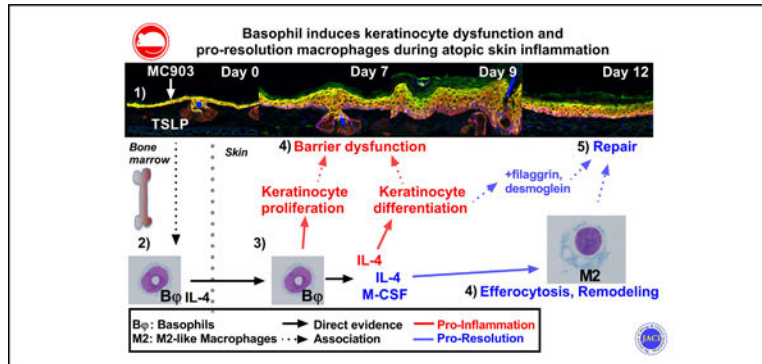 Basophil induces keratinocyte dysfunction and
pro-resolution macrophages during atopic skin inflammation
MC903
Day 0
Day 7
Day 9
Day 12
1)
TSLP
Bone
marrow
Skin
4) Barrier dysfunction
5) Repair
+filaggrin,
desmoglein
Keratinocyte
proliferation
Keratinocyte
differentiation
2)
3)
IL-4
Bφ IL-4
Bφ
IL-4
M-CSF
M2
4) Efferocytosis, Remodeling
Bφ: Basophils
M2: M2-like Macrophages
Direct evidence
Association
Pro-Inflammation
Pro-Resolution
JACI